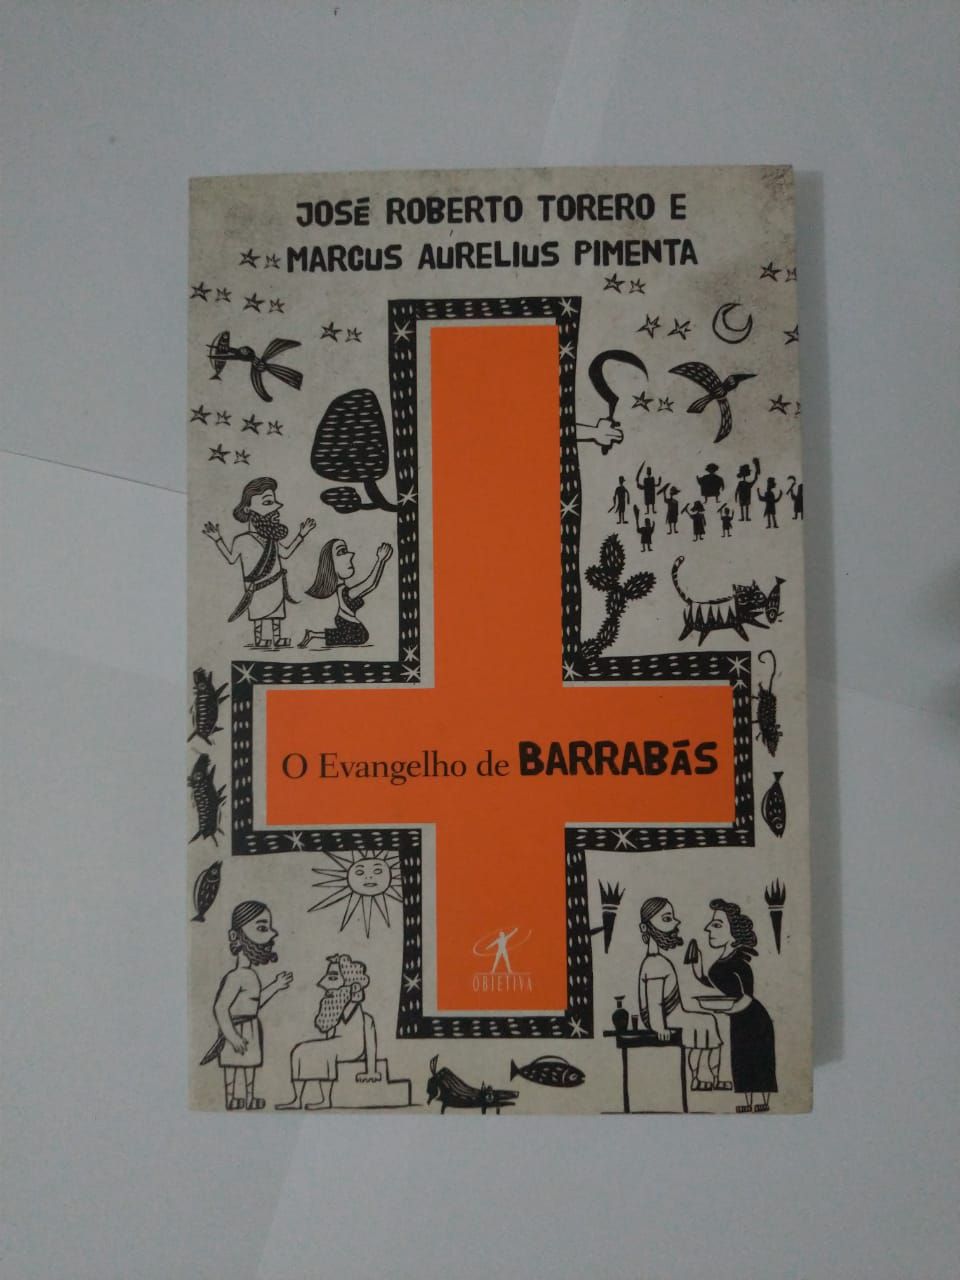 JOSÉ ROBERTO TORERO E
MARCUS AURELIUS PIMENTA
O Evangelho de BARRABÁS
OBJETIVA